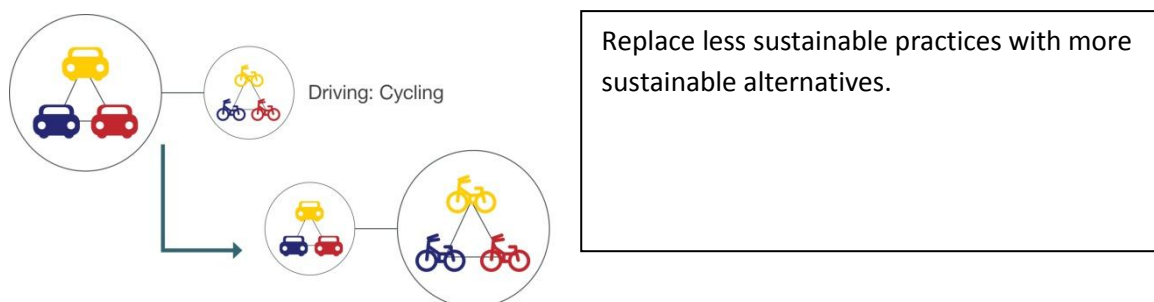 Driving: Cycling
Replace less sustainable practices with more
sustainable alternatives.